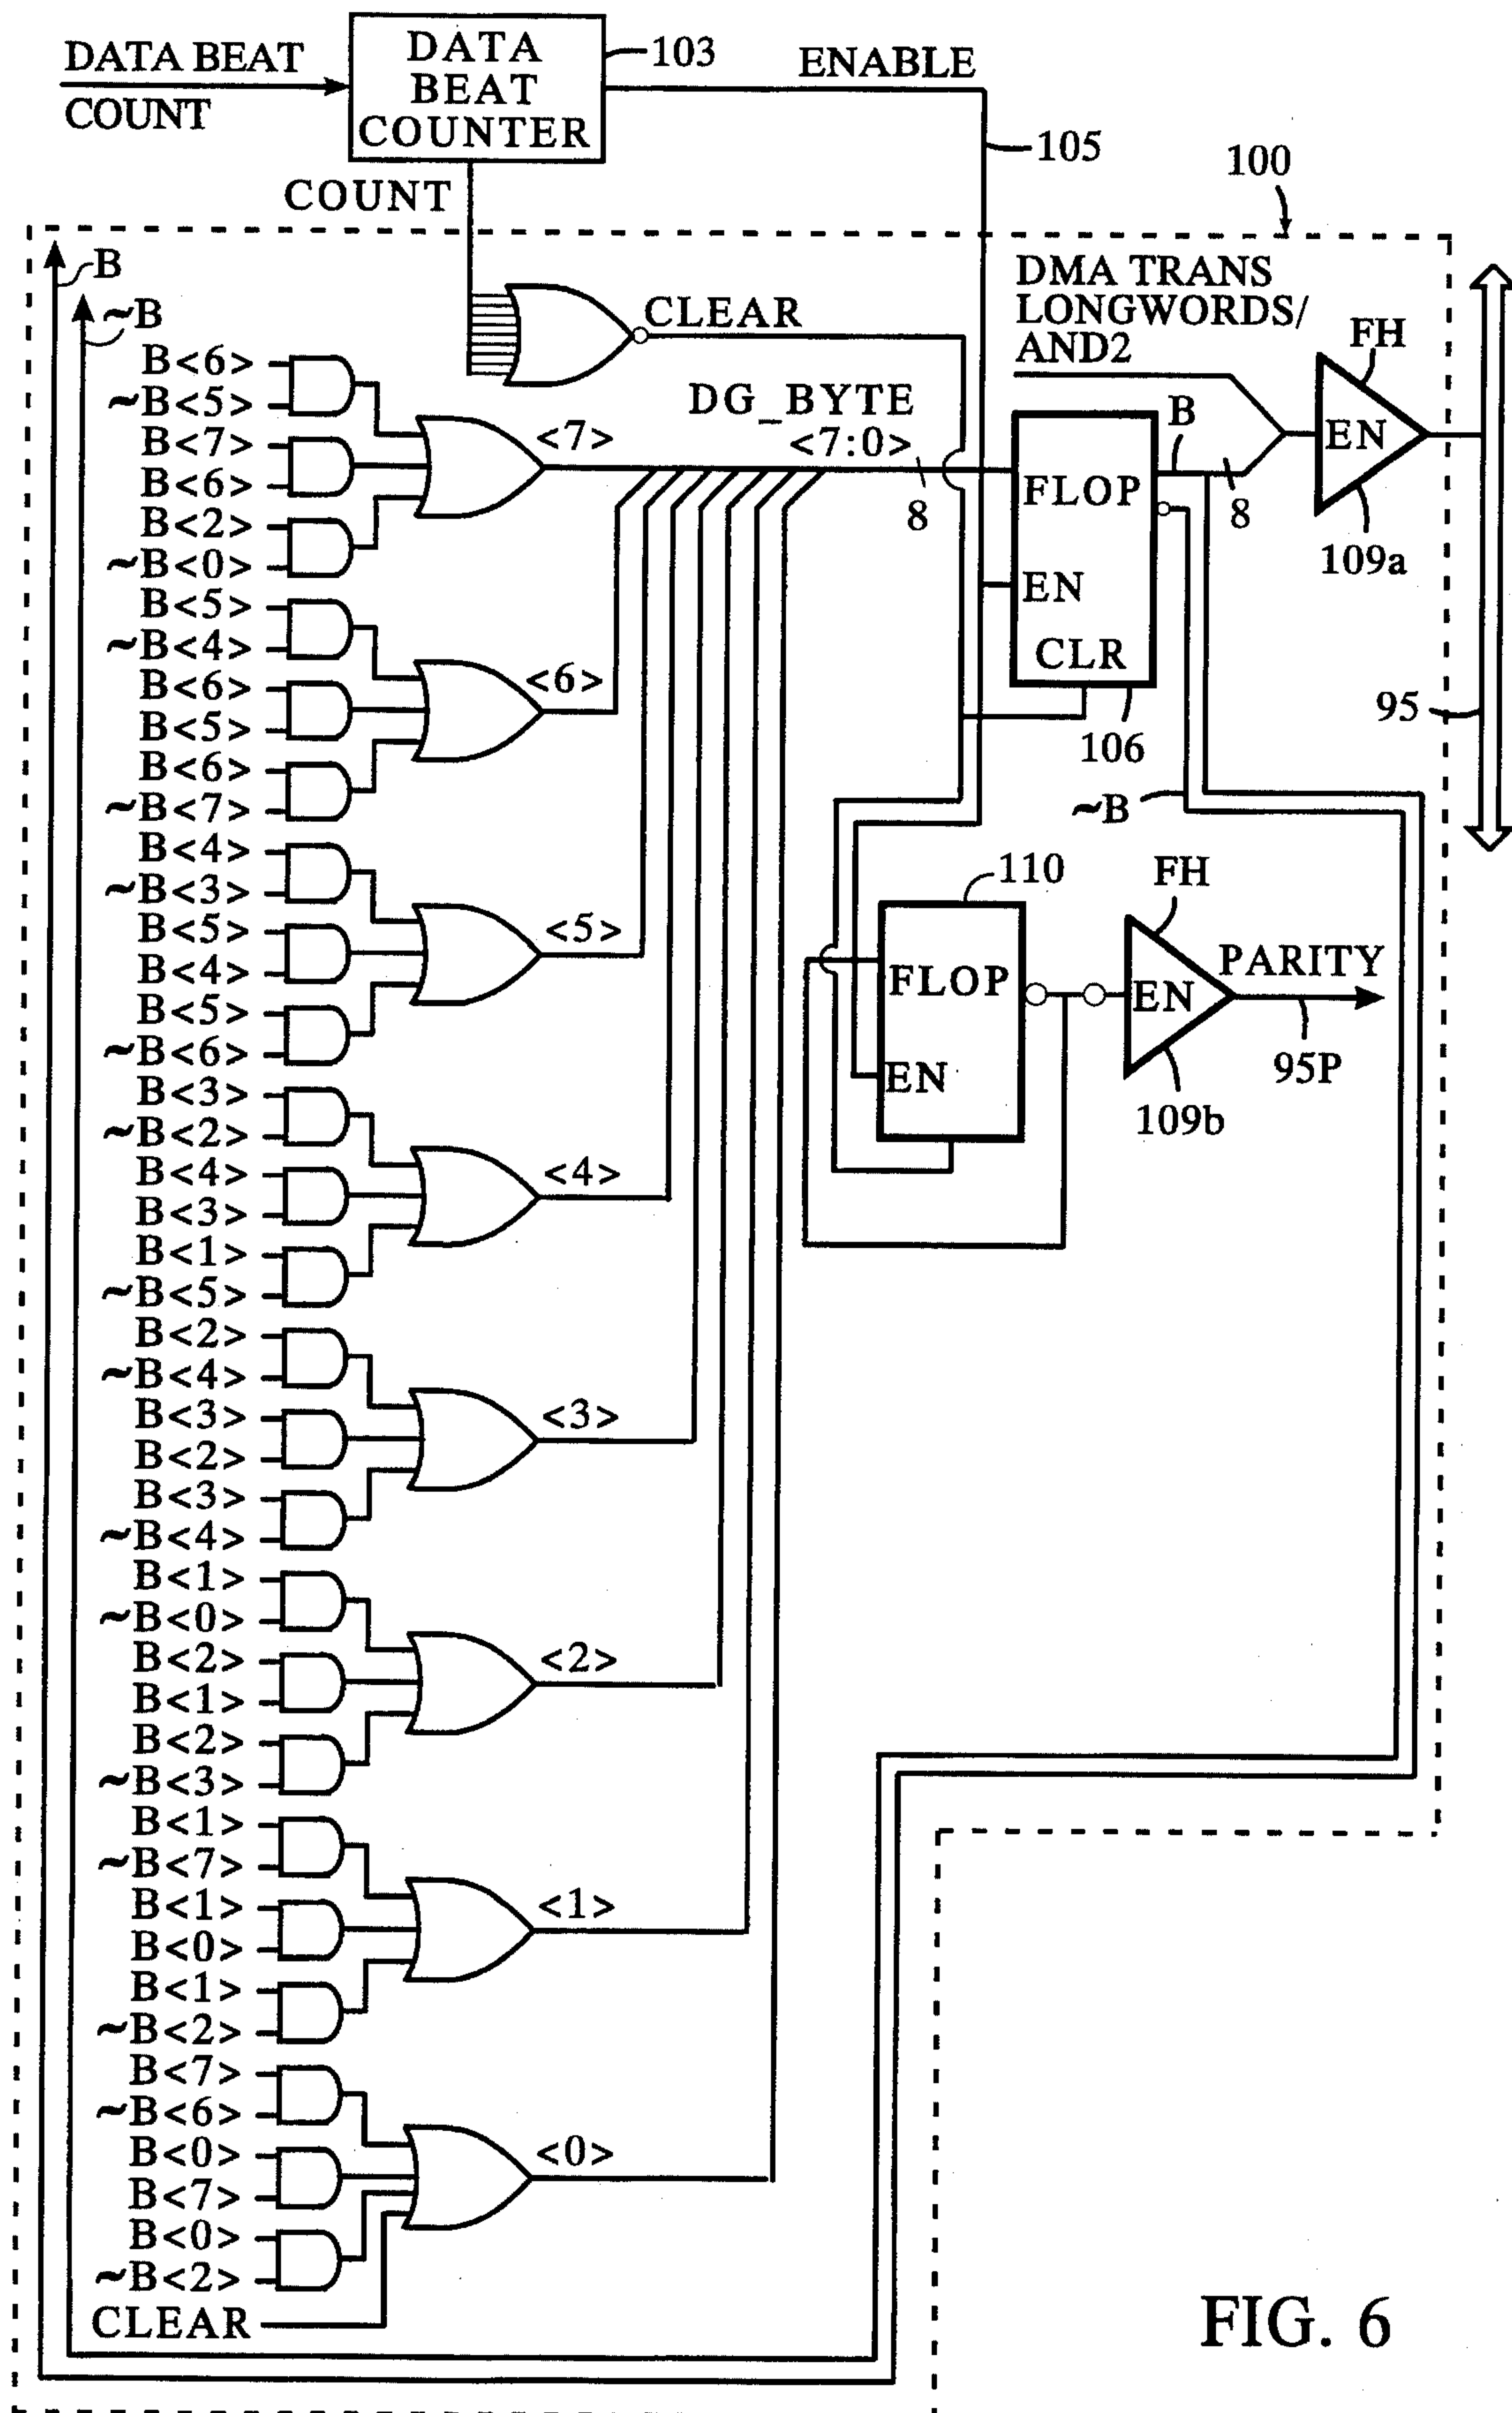 DATA BEAT
COUNT
DATA
BEAT
COUNTER
103
ENABLE
105
100
COUNT
B
~B
CLEAR
DMA TRANS
LONGWORDS/
AND2
FH
EN
109a
95
DG_BYTE
<7:0>
8
FLOP
EN
CLR
106
B
8
~B
110
FLOP
EN
FH
EN
109b
PARITY
95P
B<6>
~B<5>
B<7>
B<6>
B<2>
~B<0>
<7>
B<5>
~B<4>
B<6>
B<5>
B<6>
~B<7>
<6>
B<4>
~B<3>
B<5>
B<4>
B<5>
~B<6>
<5>
B<3>
~B<2>
B<4>
B<3>
B<1>
~B<5>
<4>
B<2>
~B<4>
B<3>
B<2>
B<3>
~B<4>
<3>
B<1>
~B<0>
B<2>
B<1>
B<2>
~B<3>
<2>
B<1>
~B<7>
B<1>
B<0>
B<1>
~B<2>
<1>
B<7>
~B<6>
B<0>
B<7>
B<0>
~B<2>
<0>
CLEAR
FIG. 6